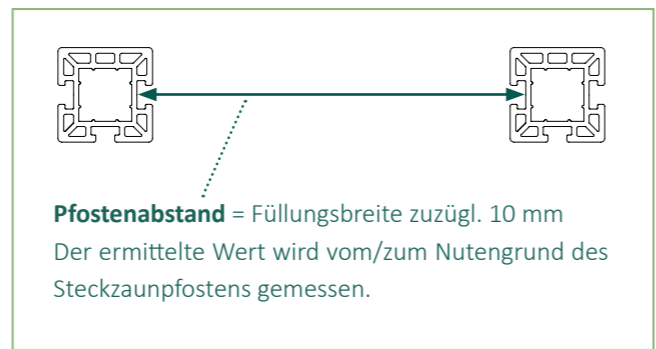 Pfostenabstand = Füllungsbreite zuzügl. 10 mm
Der ermittelte Wert wird vom/zum Nutengrund des
Steckzaunpfostens gemessen.